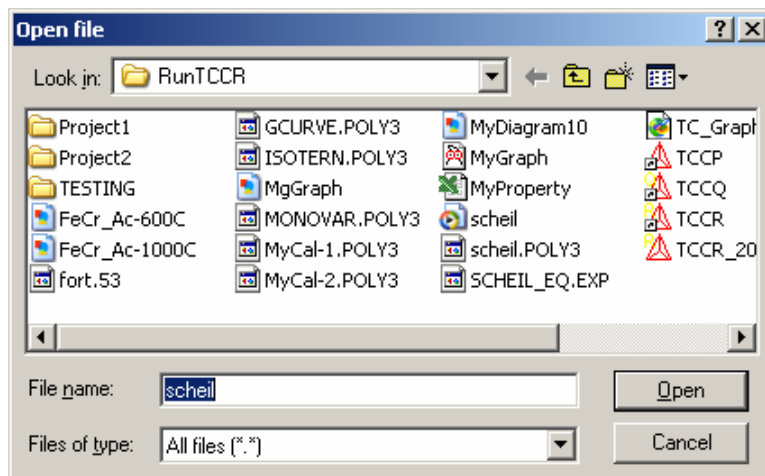 Open file
Look in: RunTCCR
Project1
Project2
TESTING
FeCr_Ac-600C
FeCr_Ac-1000C
fort.53
GCURVE.POLY3
ISOTERN.POLY3
MgGraph
MONOVAR.POLY3
MyCal-1.POLY3
MyCal-2.POLY3
MyDiagram10
MyGraph
MyProperty
scheil
scheil.POLY3
SCHEIL_EQ.EXP
TC_Graph
TCCP
TCCQ
TCCR
TCCR_20
File name: scheil Open
Files of type: All files (*.*) Cancel